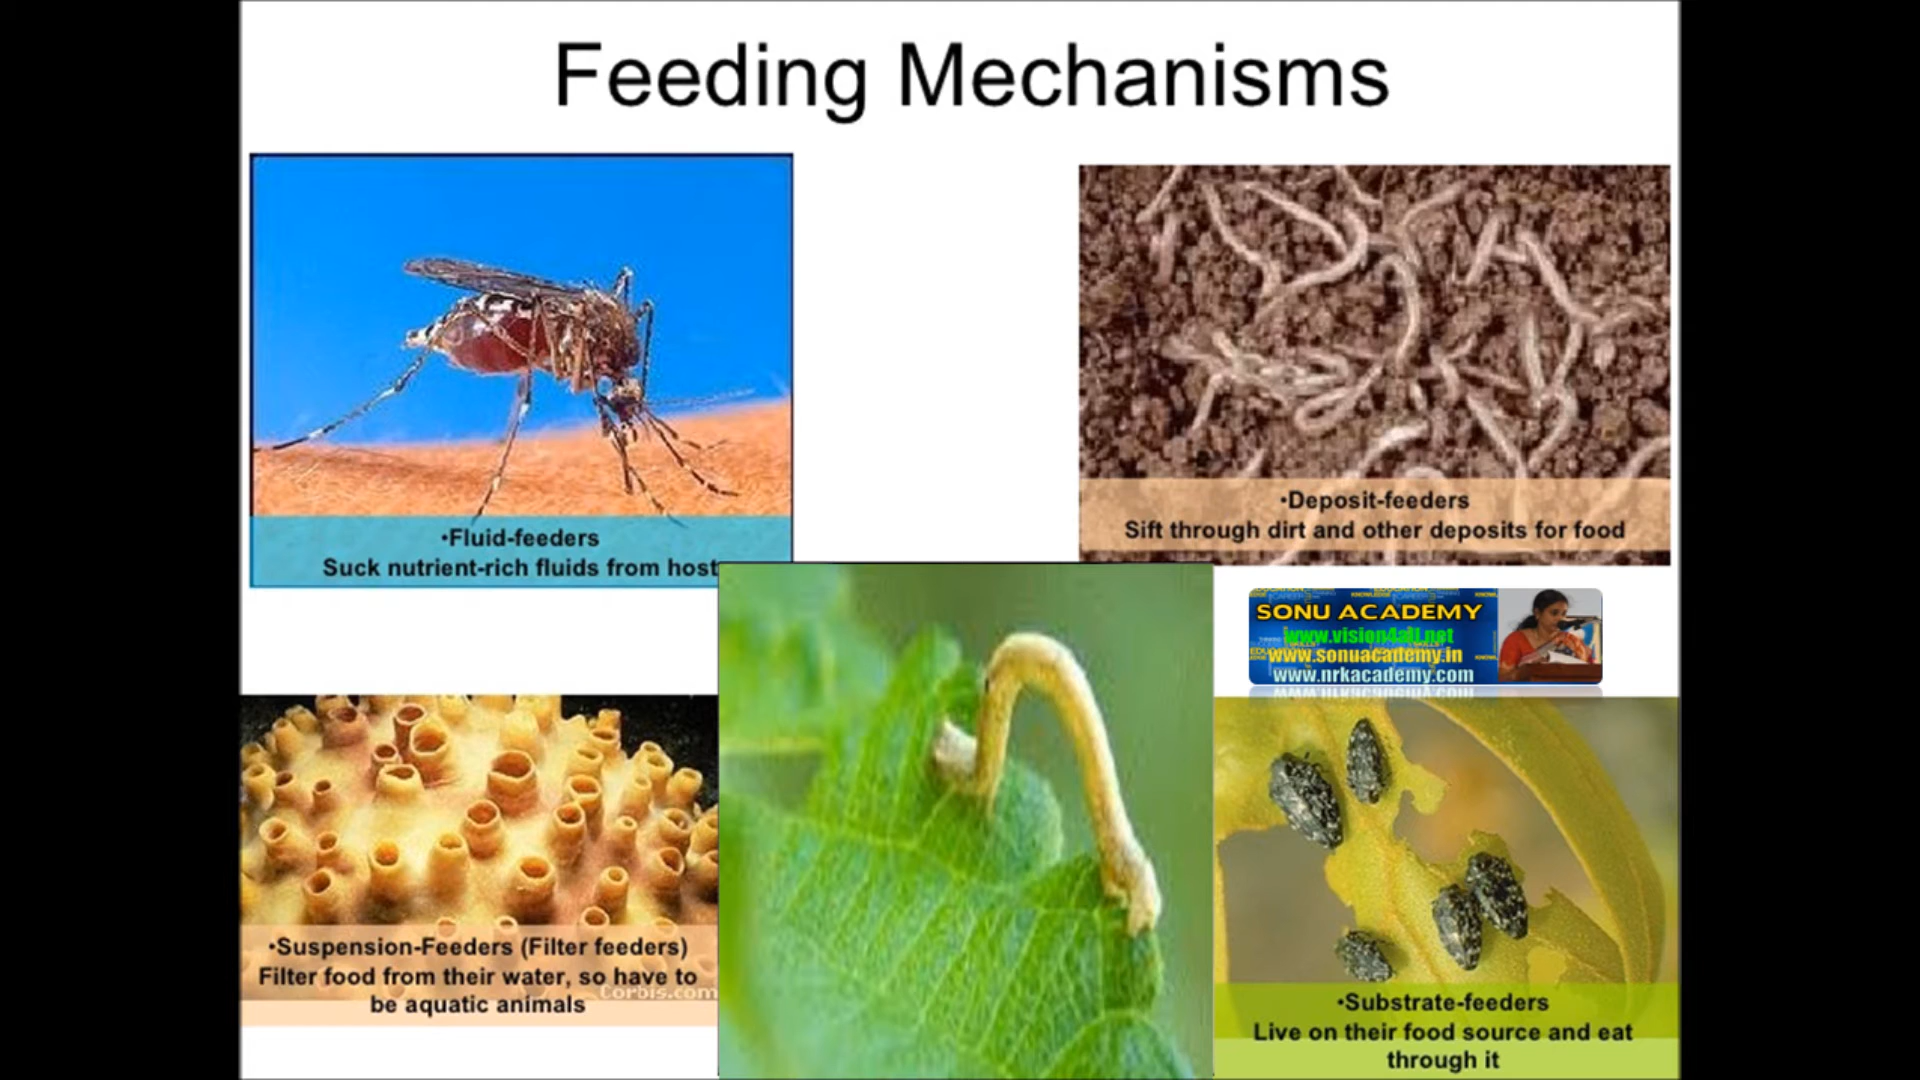 Feeding Mechanisms
•Fluid-feeders
Suck nutrient-rich fluids from host
•Deposit-feeders
Sift through dirt and other deposits for food
SONU ACADEMY
www.vision4all.net
www.sonuacademy.in
www.nrkacademy.com
•Suspension-Feeders (Filter feeders)
Filter food from their water, so have to
be aquatic animals
Corbis.com
•Substrate-feeders
Live on their food source and eat
through it